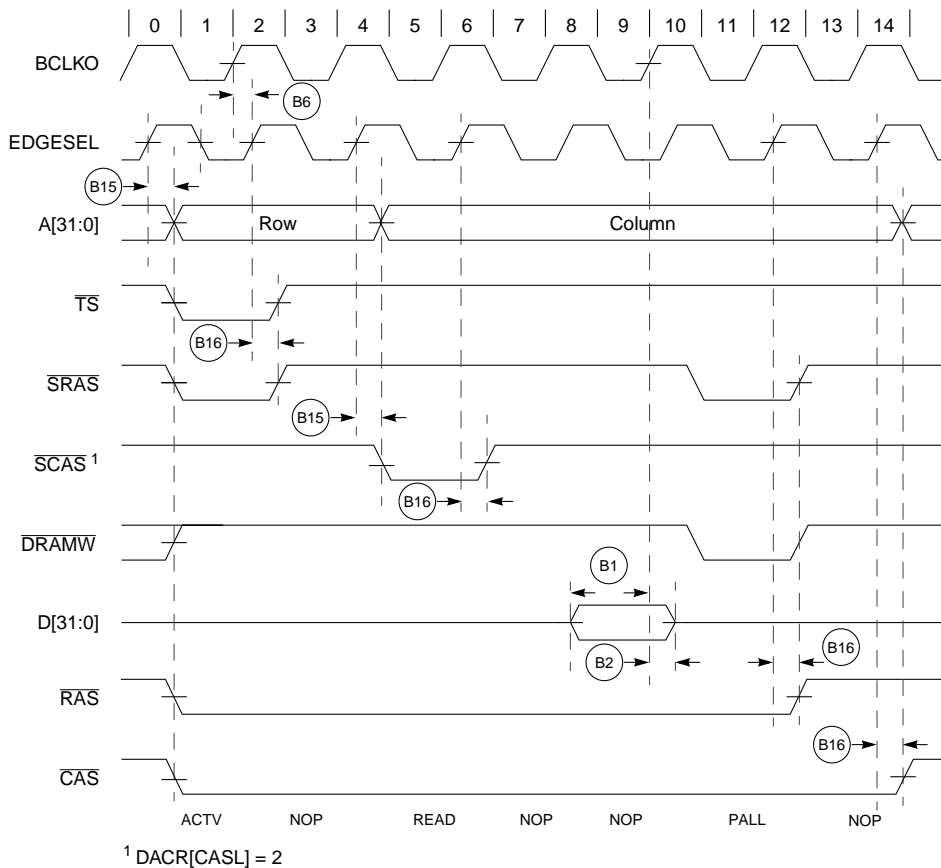 0 1 2 3 4 5 6 7 8 9 10 11 12 13 14
BCLKO
B6
EDGESEL
B15
A[31:0] Row Column
TS
B16
SRAS
B15
SCAS 1
B16
DRAMW
B1
D[31:0]
B2 B16
RAS
B16
CAS
ACTV NOP READ NOP NOP PALL NOP
1 DACR[CASL] = 2